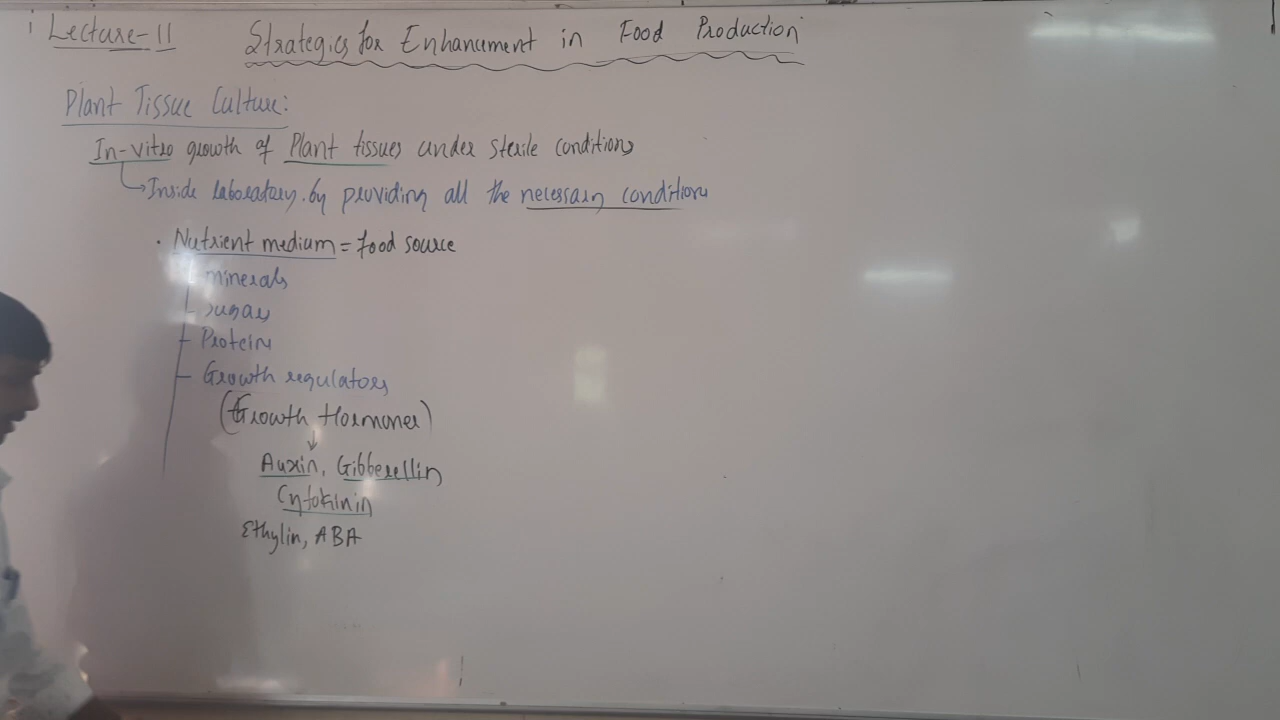 Lecture-11
Strategies for Enhancement in Food Production
Plant Tissue Culture:
In-vitro growth of Plant tissues under sterile conditions
Inside laboratory. by providing all the necessary conditions
. Nutrient medium = food source
minerals
Sugars
Proteins
Growth regulators
(Growth Hormones)
Auxin, Gibberellin
Cytokinin
Ethylin, ABA